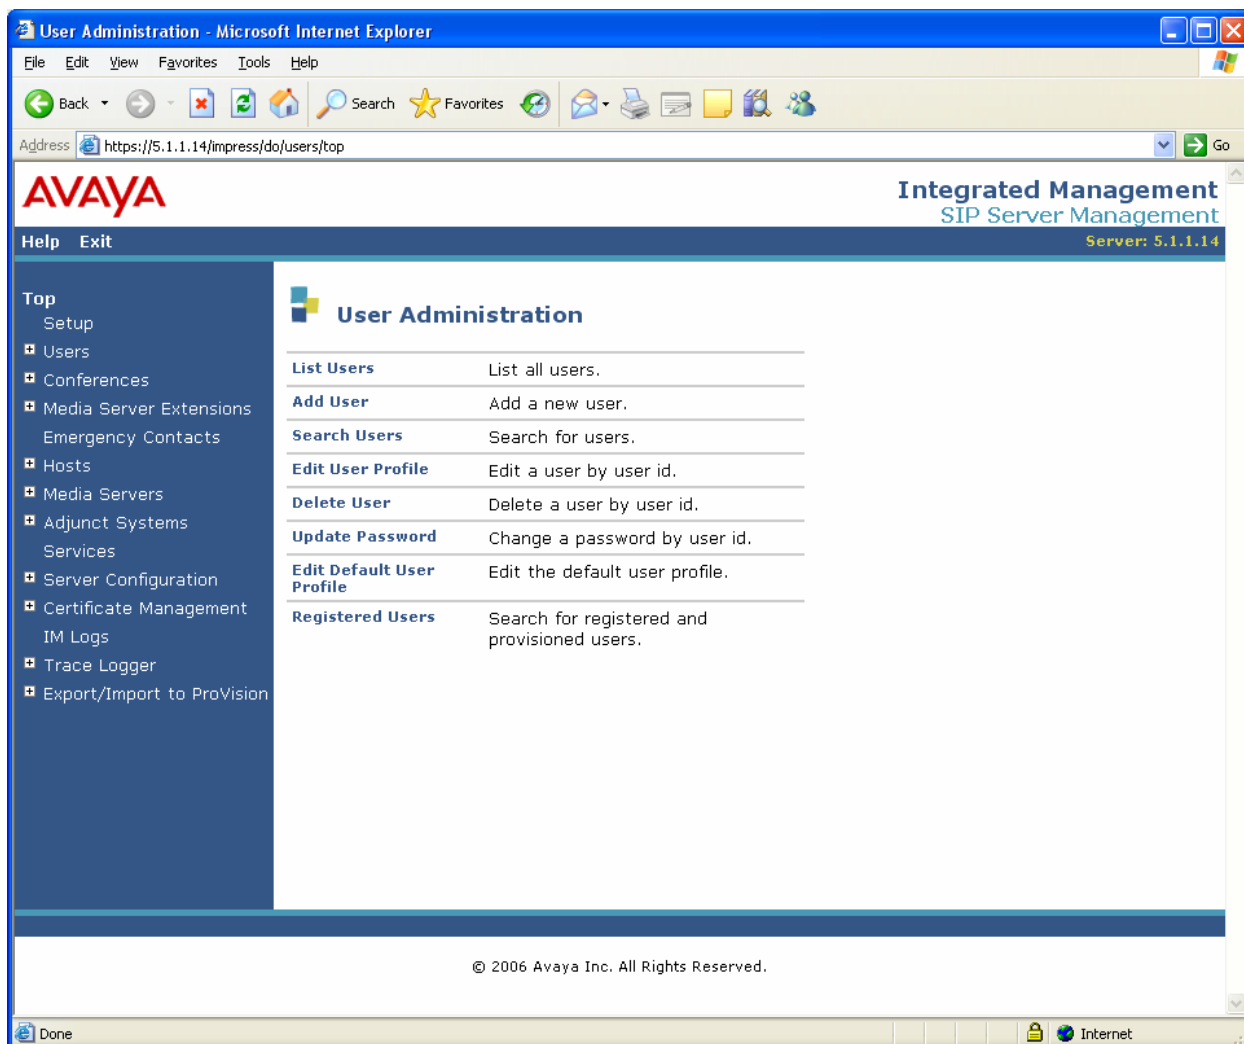 User Administration - Microsoft Internet Explorer
File Edit View Favorites Tools Help
Back Search Favorites
Address https://5.1.1.14/impress/do/users/top Go
AVAYA
Integrated Management
SIP Server Management
Help Exit
Server: 5.1.1.14
Top
Setup
Users
Conferences
Media Server Extensions
Emergency Contacts
Hosts
Media Servers
Adjunct Systems
Services
Server Configuration
Certificate Management
IM Logs
Trace Logger
Export/Import to ProVision
User Administration
List Users List all users.
Add User Add a new user.
Search Users Search for users.
Edit User Profile Edit a user by user id.
Delete User Delete a user by user id.
Update Password Change a password by user id.
Edit Default User Edit the default user profile.
Profile
Registered Users Search for registered and
provisioned users.
© 2006 Avaya Inc. All Rights Reserved.
Done Internet